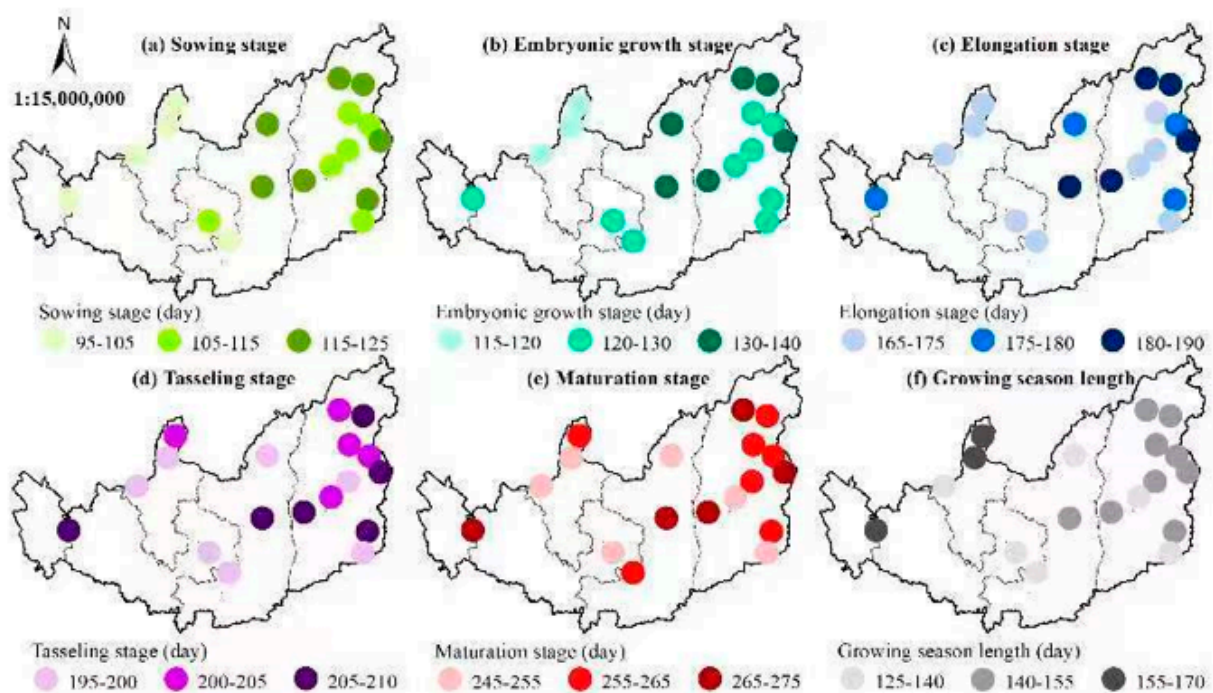 N
1:15,000,000
(a) Sowing stage
(b) Embryonic growth stage
(c) Elongation stage
Sowing stage (day)
95-105 105-115 115-125
Embryonic growth stage (day)
115-120 120-130 130-140
Elongation stage (day)
165-175 175-180 180-190
(d) Tasseling stage
(e) Maturation stage
(f) Growing season length
Tasseling stage (day)
195-200 200-205 205-210
Maturation stage (day)
245-255 255-265 265-275
Growing season length (day)
125-140 140-155 155-170